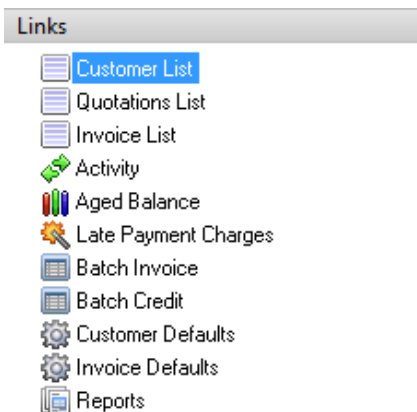 Links
Customer List
Quotations List
Invoice List
Activity
Aged Balance
Late Payment Charges
Batch Invoice
Batch Credit
Customer Defaults
Invoice Defaults
Reports